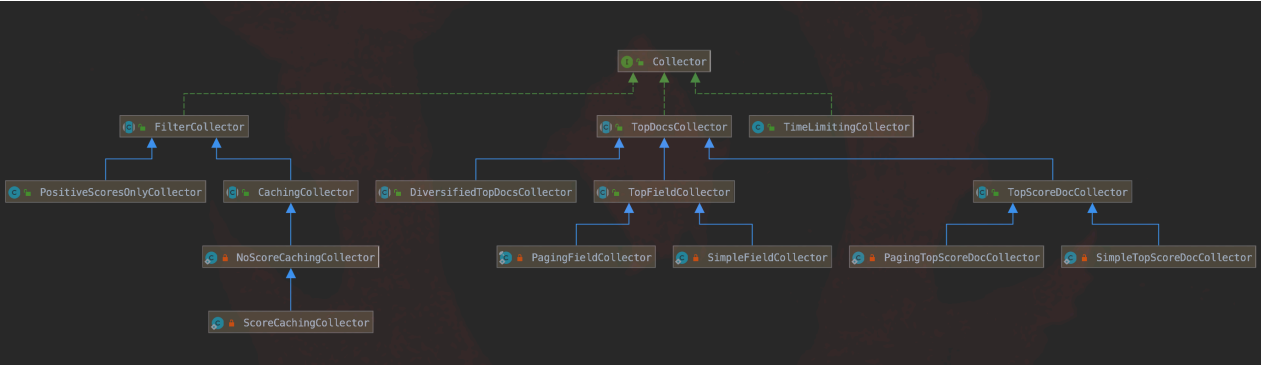 Collector
FilterCollector
TopDocsCollector
TimeLimitingCollector
PositiveScoresOnlyCollector
CachingCollector
DiversifiedTopDocsCollector
TopFieldCollector
TopScoreDocCollector
NoScoreCachingCollector
PagingFieldCollector
SimpleFieldCollector
PagingTopScoreDocCollector
SimpleTopScoreDocCollector
ScoreCachingCollector